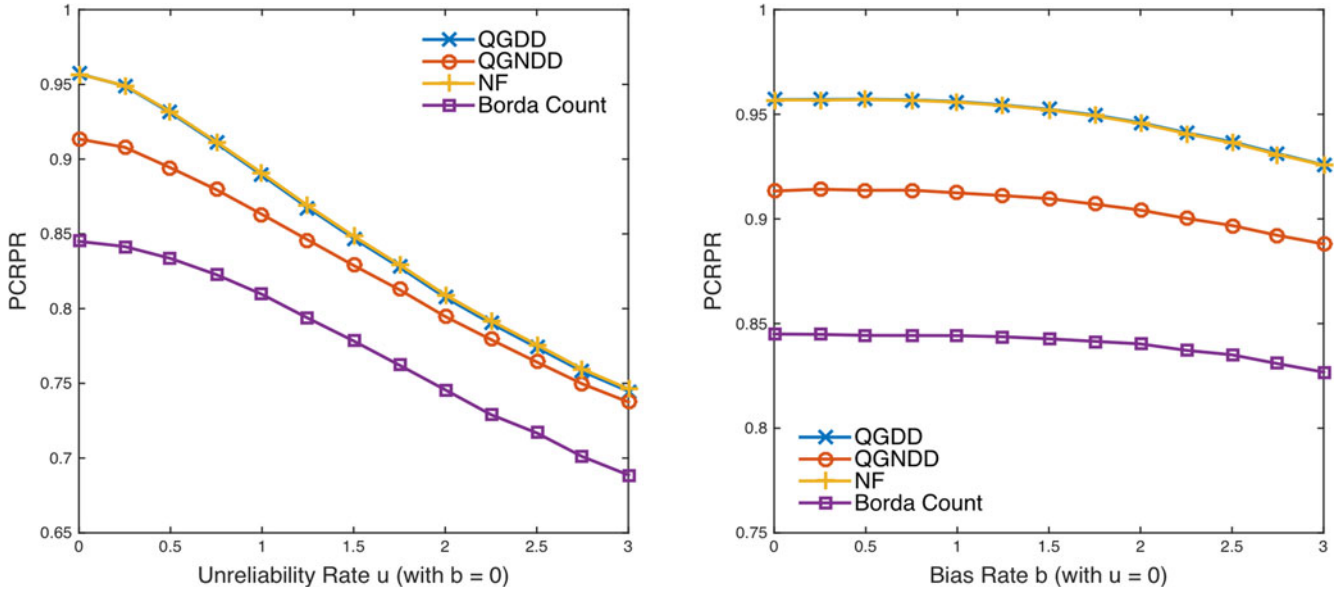 1
0.95
0.9
0.85
0.8
0.75
0.7
0.65
PCRPR
QGDD
QGNDD
NF
Borda Count
0 0.5 1 1.5 2 2.5 3
Unreliability Rate u (with b = 0)
1
0.95
0.9
0.85
0.8
0.75
PCRPR
QGDD
QGNDD
NF
Borda Count
0 0.5 1 1.5 2 2.5 3
Bias Rate b (with u = 0)